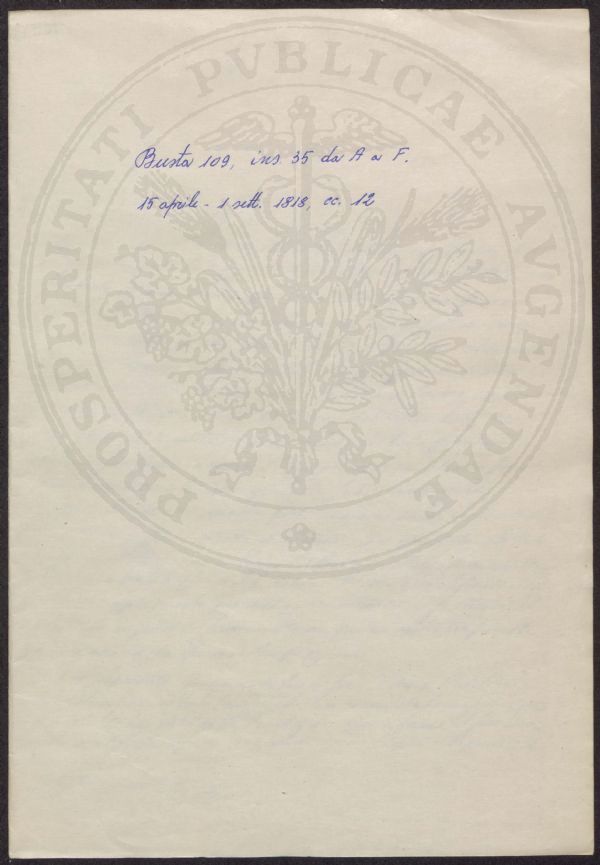 Busta 109, ins. 35 da A a F.
15 aprile - 1 sett. 1818, cc. 12
PROSPERITATI PVBLICAE AVGENDAE